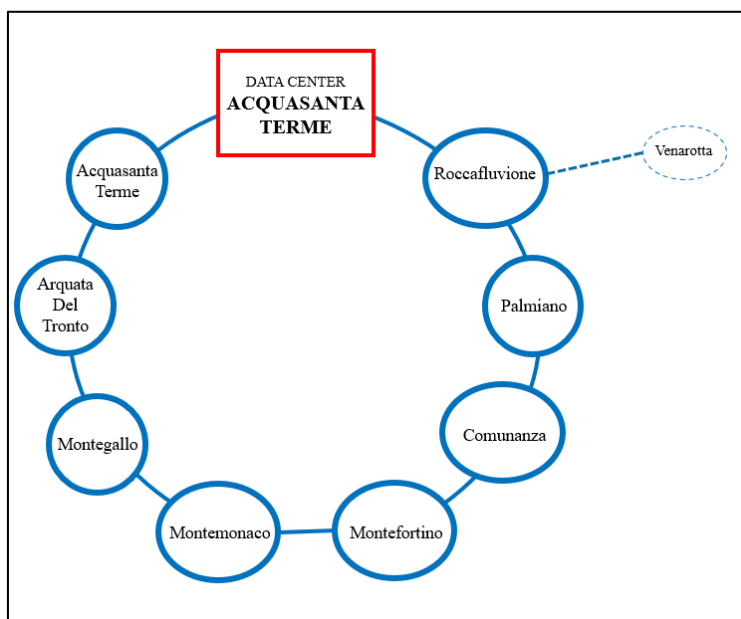 DATA CENTER
ACQUASANTA
TERME
Acquasanta
Terme
Roccafluvione
Venarotta
Arquata
Del
Tronto
Palmiano
Montegallo
Comunanza
Montemonaco
Montefortino